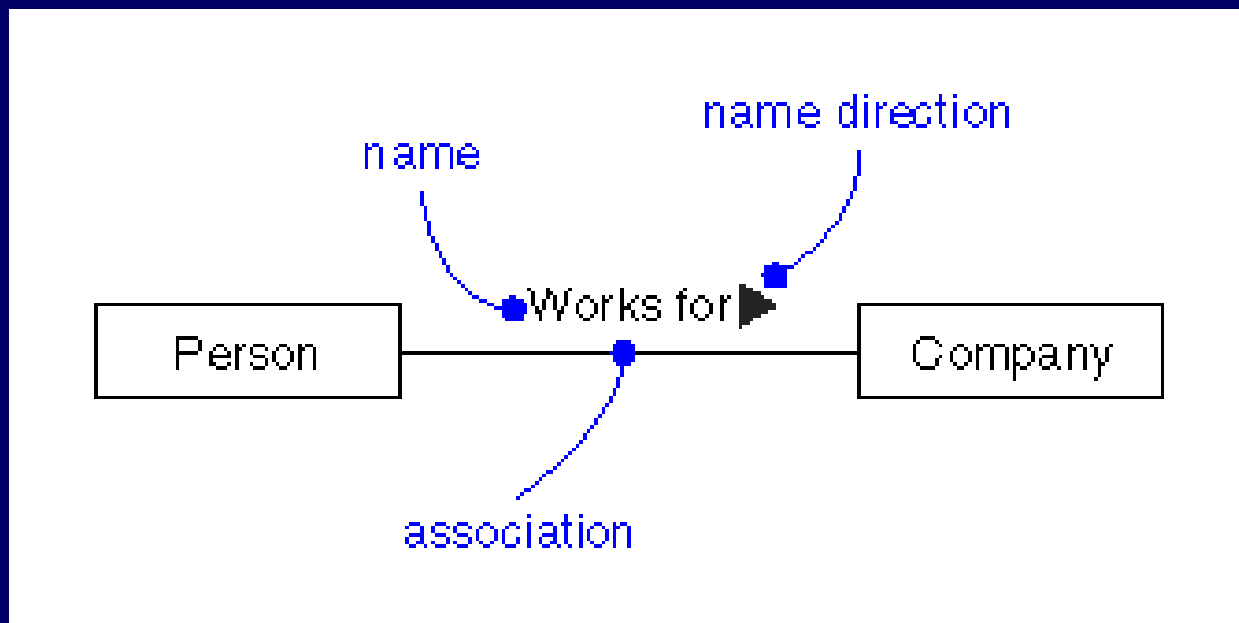 name direction
name
Works for
Person
Company
association